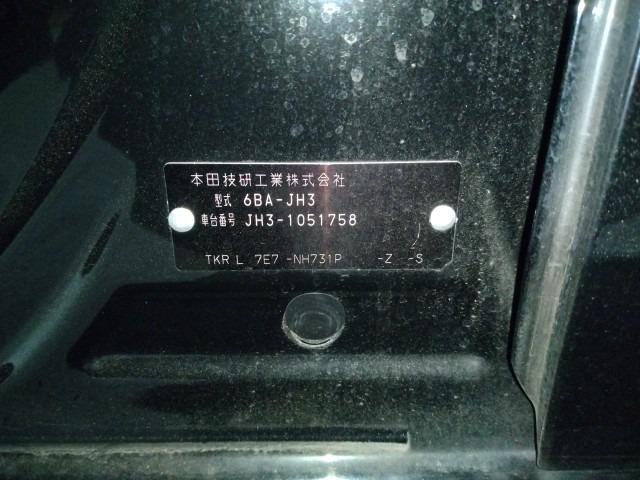 本田技研工業株式会社
型式 6BA-JH3
車台番号 JH3-1051758
TKR L 7E7 -NH731P -Z -S